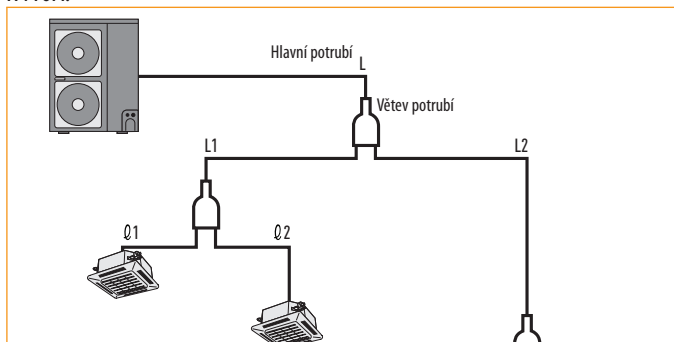 Hlavní potrubí
L
Větev potrubí
L1
L2
ℓ1
ℓ2